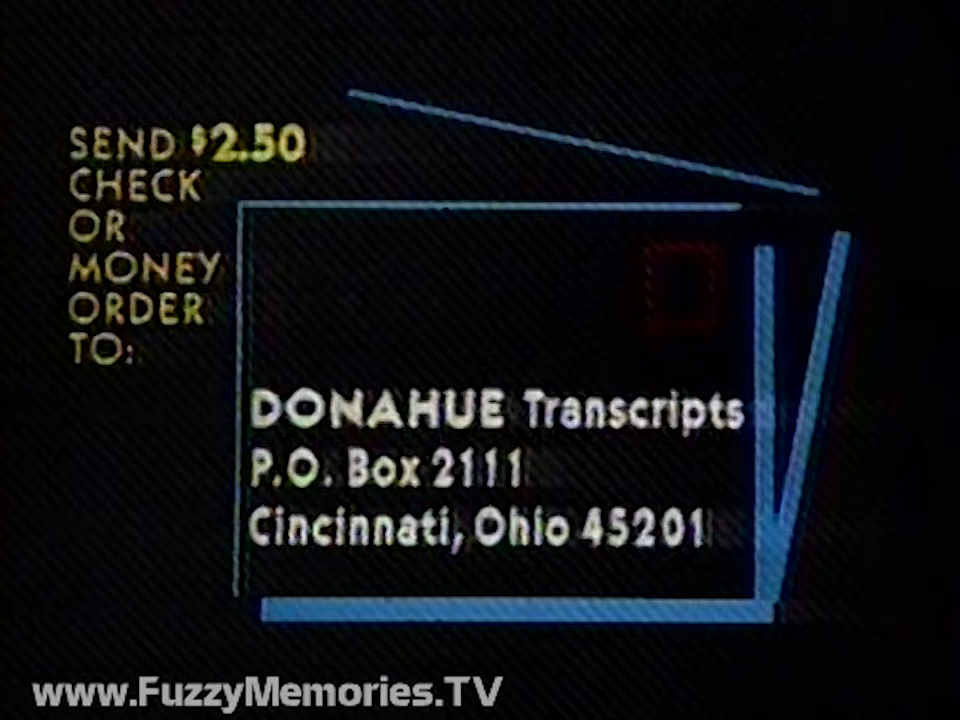 SEND $2.50
CHECK
OR
MONEY
ORDER
TO:
DONAHUE Transcripts
P.O. Box 2111
Cincinnati, Ohio 45201
www.FuzzyMemories.TV